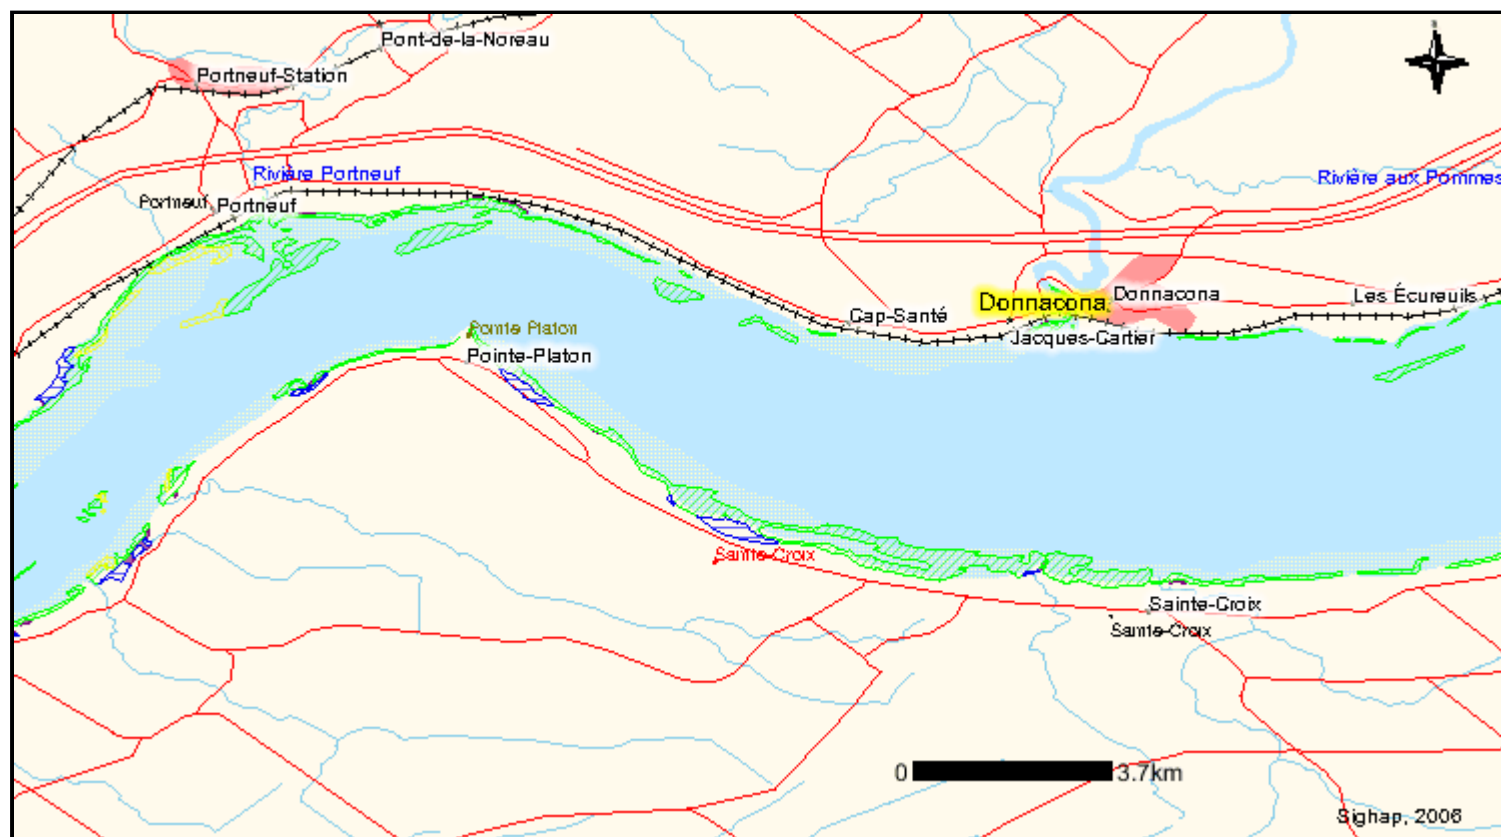 Pont-de-la-Noreau
Portneuf-Station
Rivière Portneuf
Rivière aux Pommes
Portneuf
Portneuf
Donnacona
Donnacona
Les Écureuils
Cap-Santé
Jacques-Cartier
Pointe Platon
Pointe-Platon
Sainte-Croix
Sainte-Croix
Sainte-Croix
0
3.7km
Sighap, 2006